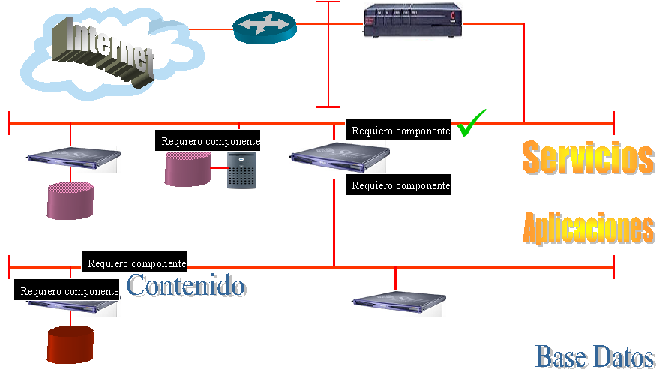 Internet
Requiero componente
Requiero componente
Servicios
Requiero componente
Aplicaciones
Requiero componente
Contenido
Requiero componente
Base Datos